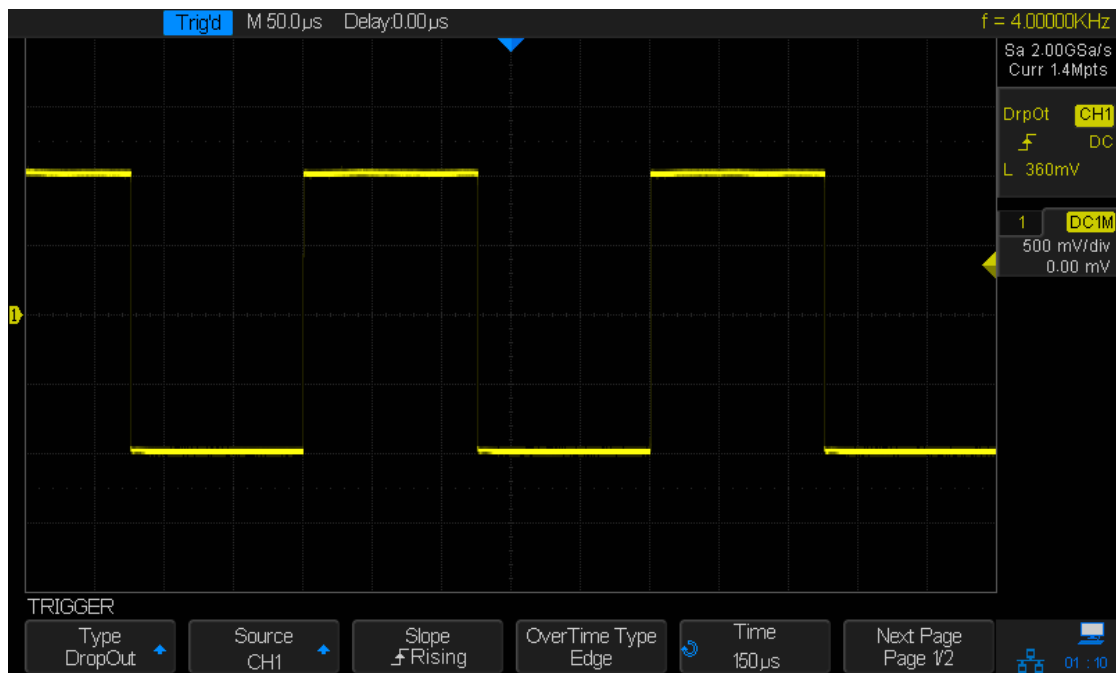 Trig'd M 50.0µs Delay:0.00µs f = 4.00000KHz
Sa 2.00GSa/s
Curr 1.4Mpts
DrpOt CH1
DC
L 360mV
1 DC1M
500 mV/div
0.00 mV
1
TRIGGER
Type
DropOut
Source
CH1
Slope
Rising
OverTime Type
Edge
Time
150µs
Next Page
Page 1/2
01 : 10